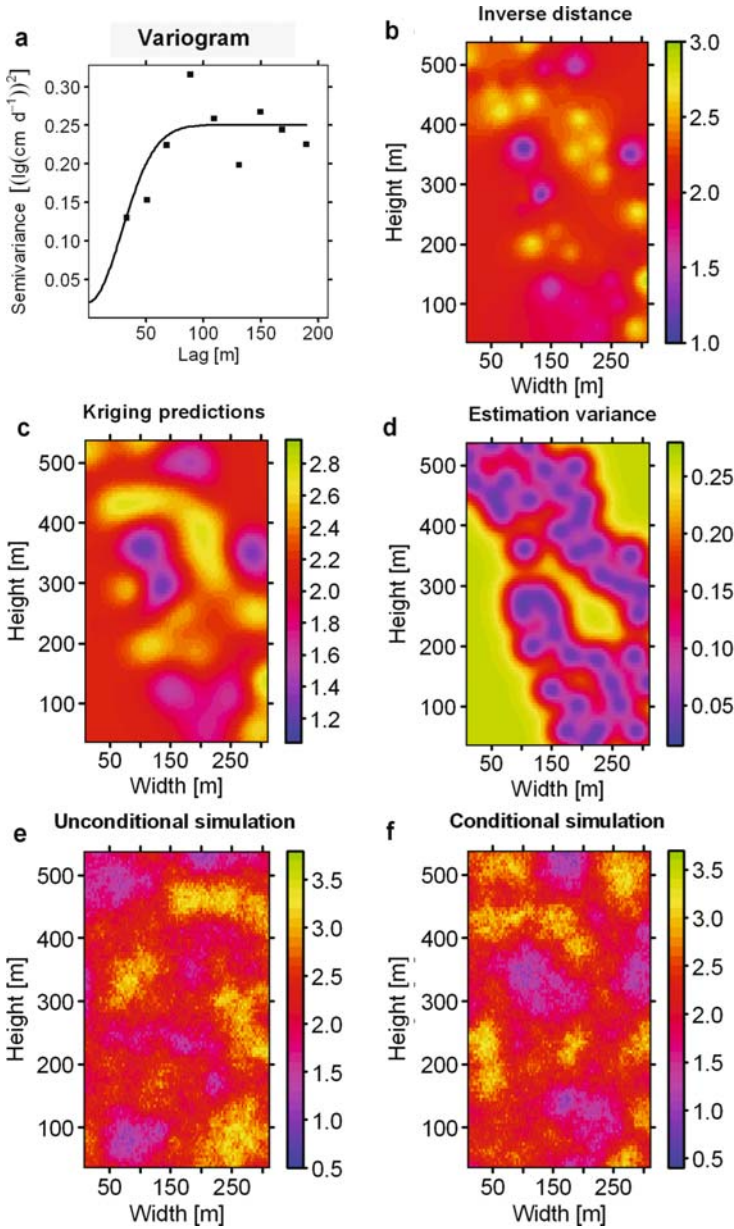 a
Variogram
Semivariance [(lg(cm d⁻¹))²]
0.30
0.25
0.20
0.15
0.10
0.05
50 100 150 200
Lag [m]
b
Inverse distance
Height [m]
500
400
300
200
100
50 150 250
Width [m]
3.0
2.5
2.0
1.5
1.0
c
Kriging predictions
Height [m]
500
400
300
200
100
50 150 250
Width [m]
2.8
2.6
2.4
2.2
2.0
1.8
1.6
1.4
1.2
d
Estimation variance
Height [m]
500
400
300
200
100
50 150 250
Width [m]
0.25
0.20
0.15
0.10
0.05
e
Unconditional simulation
Height [m]
500
400
300
200
100
50 150 250
Width [m]
3.5
3.0
2.5
2.0
1.5
1.0
0.5
f
Conditional simulation
Height [m]
500
400
300
200
100
50 150 250
Width [m]
3.5
3.0
2.5
2.0
1.5
1.0
0.5